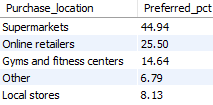 Purchase_location Preferred_pct
Supermarkets 44.94
Online retailers 25.50
Gyms and fitness centers 14.64
Other 6.79
Local stores 8.13